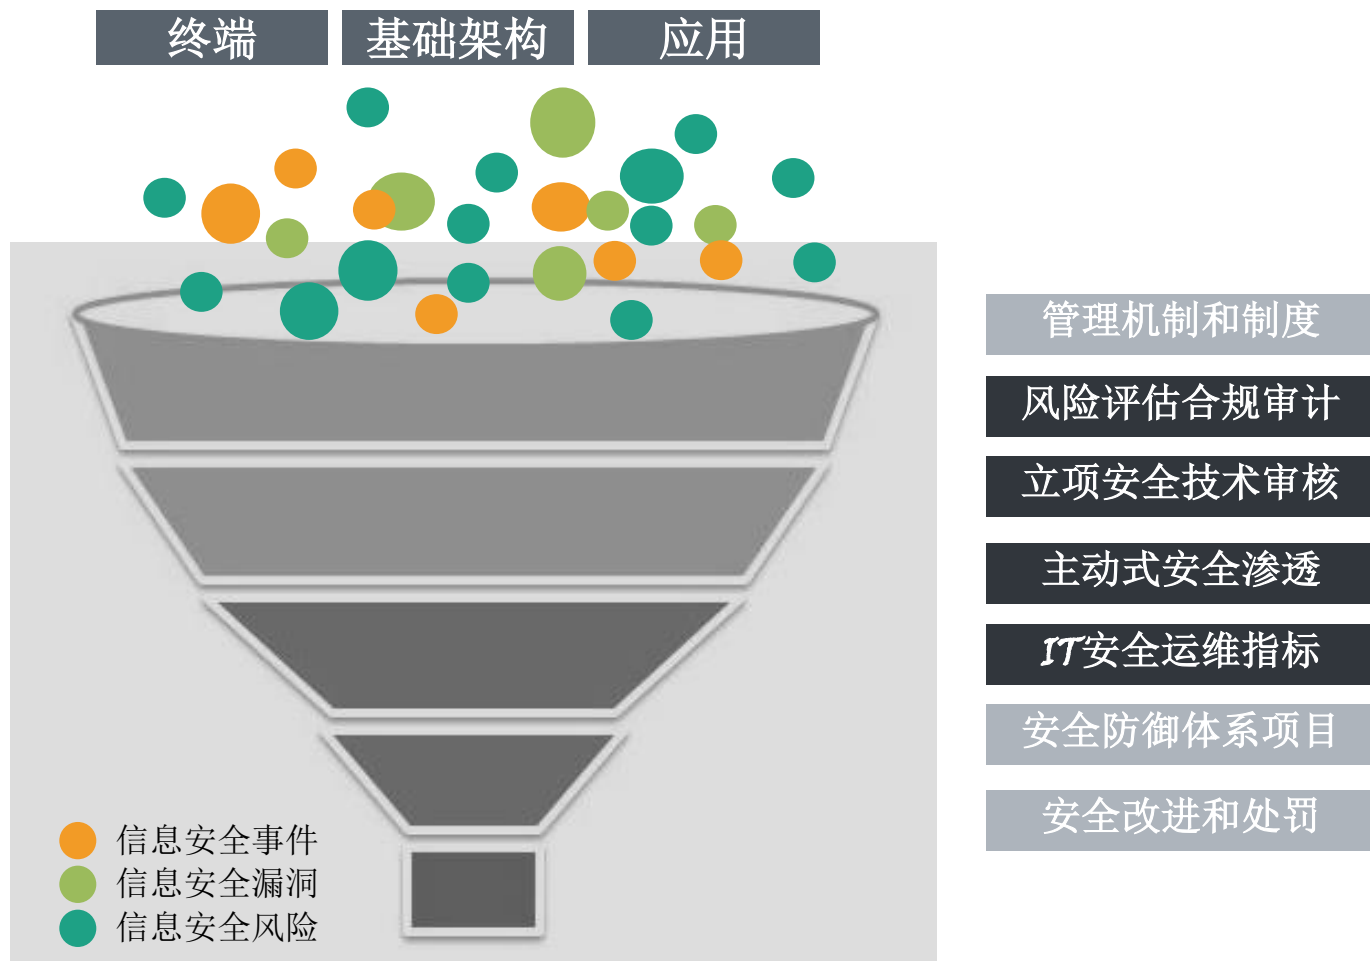 终端
基础架构
应用
管理机制和制度
风险评估合规审计
立项安全技术审核
主动式安全渗透
IT安全运维指标
安全防御体系项目
安全改进和处罚
信息安全事件
信息安全漏洞
信息安全风险